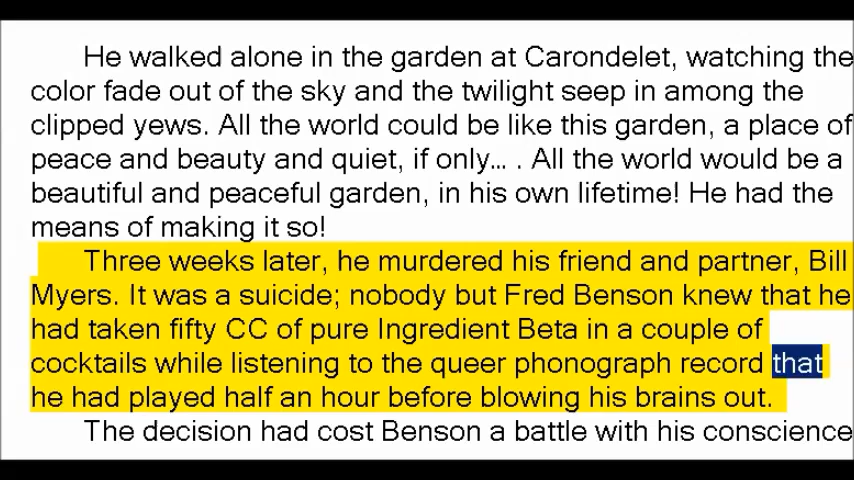 He walked alone in the garden at Carondelet, watching the
color fade out of the sky and the twilight seep in among the
clipped yews. All the world could be like this garden, a place of
peace and beauty and quiet, if only... . All the world would be a
beautiful and peaceful garden, in his own lifetime! He had the
means of making it so!
Three weeks later, he murdered his friend and partner, Bill
Myers. It was a suicide; nobody but Fred Benson knew that he
had taken fifty CC of pure Ingredient Beta in a couple of
cocktails while listening to the queer phonograph record that
he had played half an hour before blowing his brains out.
The decision had cost Benson a battle with his conscience